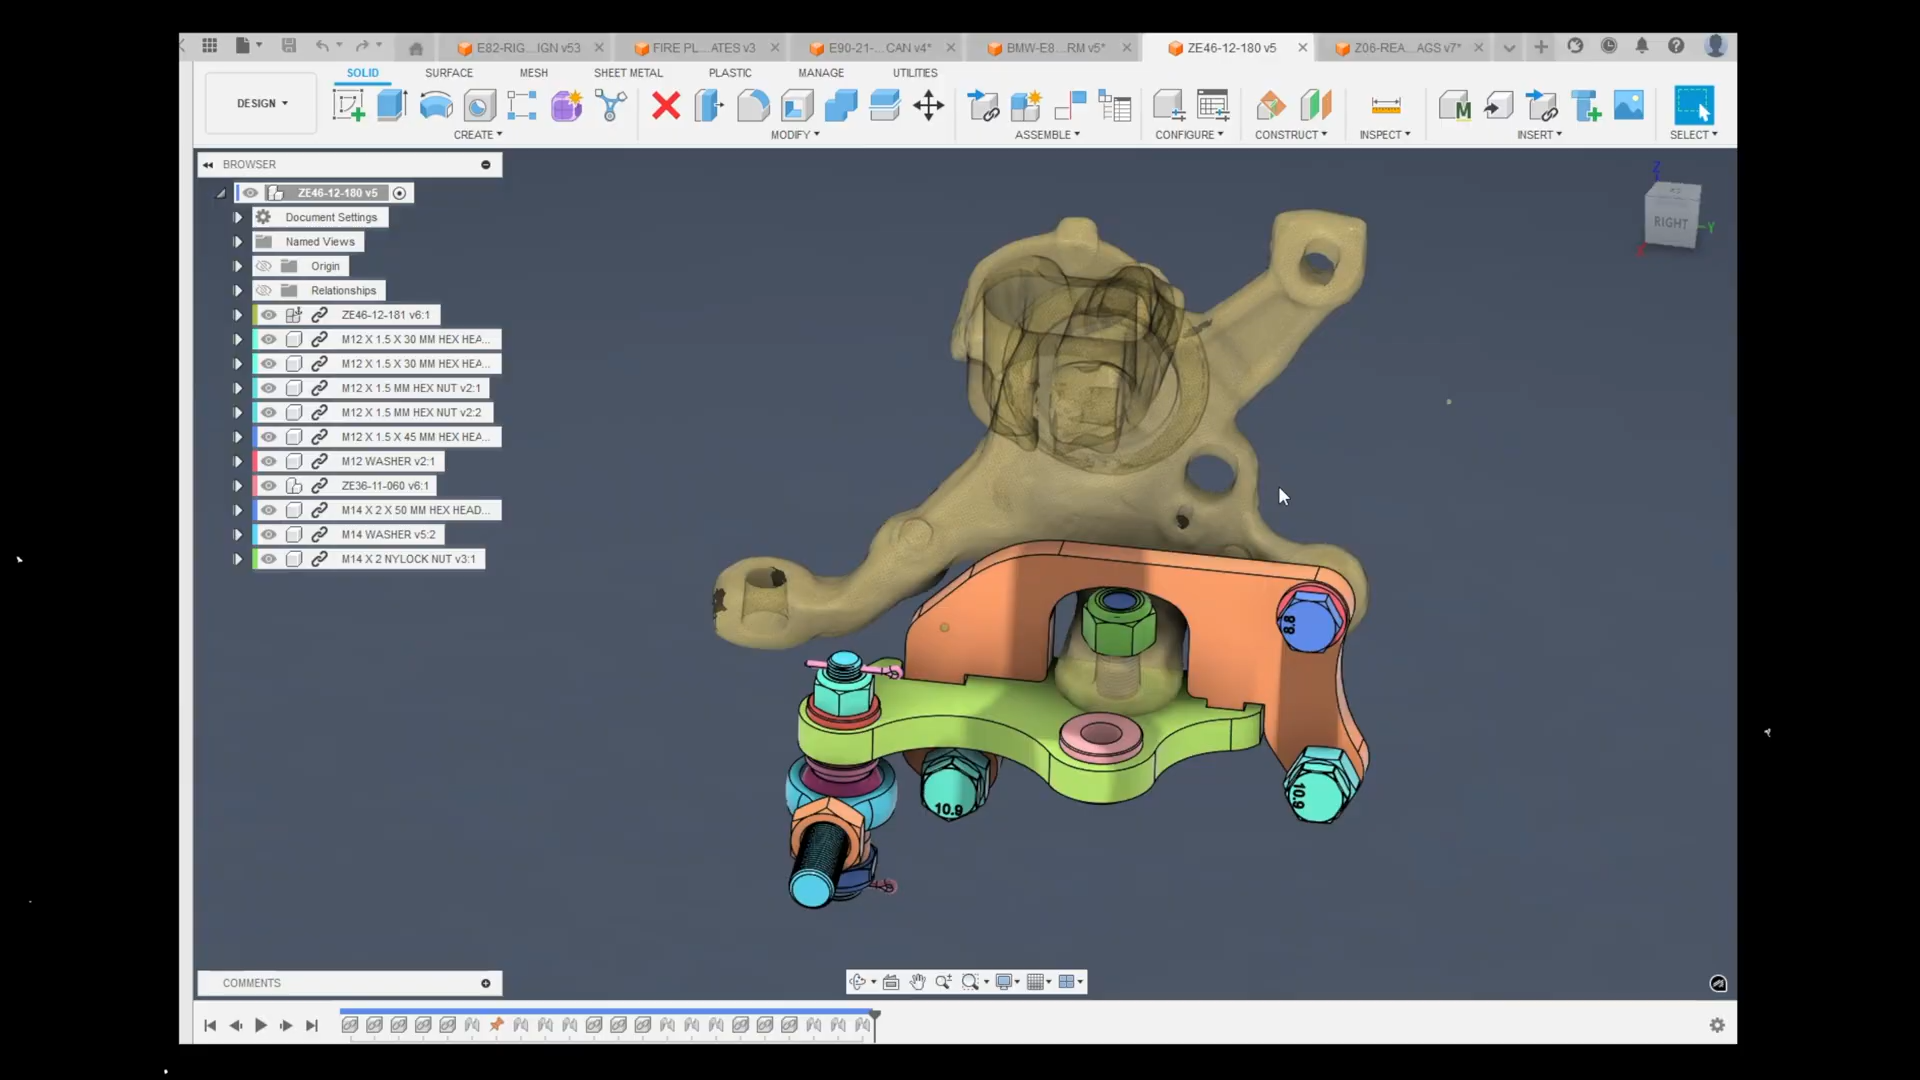 E82-RIG...IGN v53
FIRE PL...ATES v3
E90-21-...CAN v4*
BMW-E8...RM v5*
ZE46-12-180 v5
Z06-REA...AGS v7*
SOLID
SURFACE
MESH
SHEET METAL
PLASTIC
MANAGE
UTILITIES
DESIGN
CREATE
MODIFY
ASSEMBLE
CONFIGURE
CONSTRUCT
INSPECT
INSERT
SELECT
BROWSER
ZE46-12-180 v5
Document Settings
Named Views
Origin
Relationships
ZE46-12-181 v6:1
M12 X 1.5 X 30 MM HEX HEA...
M12 X 1.5 X 30 MM HEX HEA...
M12 X 1.5 MM HEX NUT v2:1
M12 X 1.5 MM HEX NUT v2:2
M12 X 1.5 X 45 MM HEX HEA...
M12 WASHER v2:1
ZE36-11-060 v6:1
M14 X 2 X 50 MM HEX HEAD...
M14 WASHER v5:2
M14 X 2 NYLOCK NUT v3:1
Z
RIGHT
Y
8.8
10.9
10.9
COMMENTS